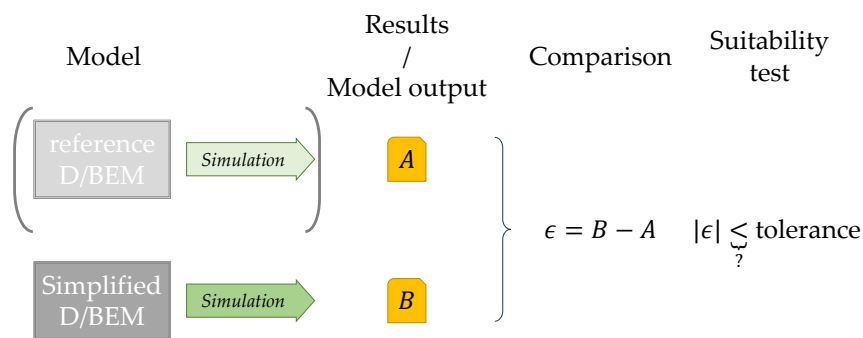 Model
Results
/
Model output
Comparison
Suitability
test
reference
D/BEM
Simulation
A
ϵ = B − A
|ϵ| < tolerance
?
Simplified
D/BEM
Simulation
B